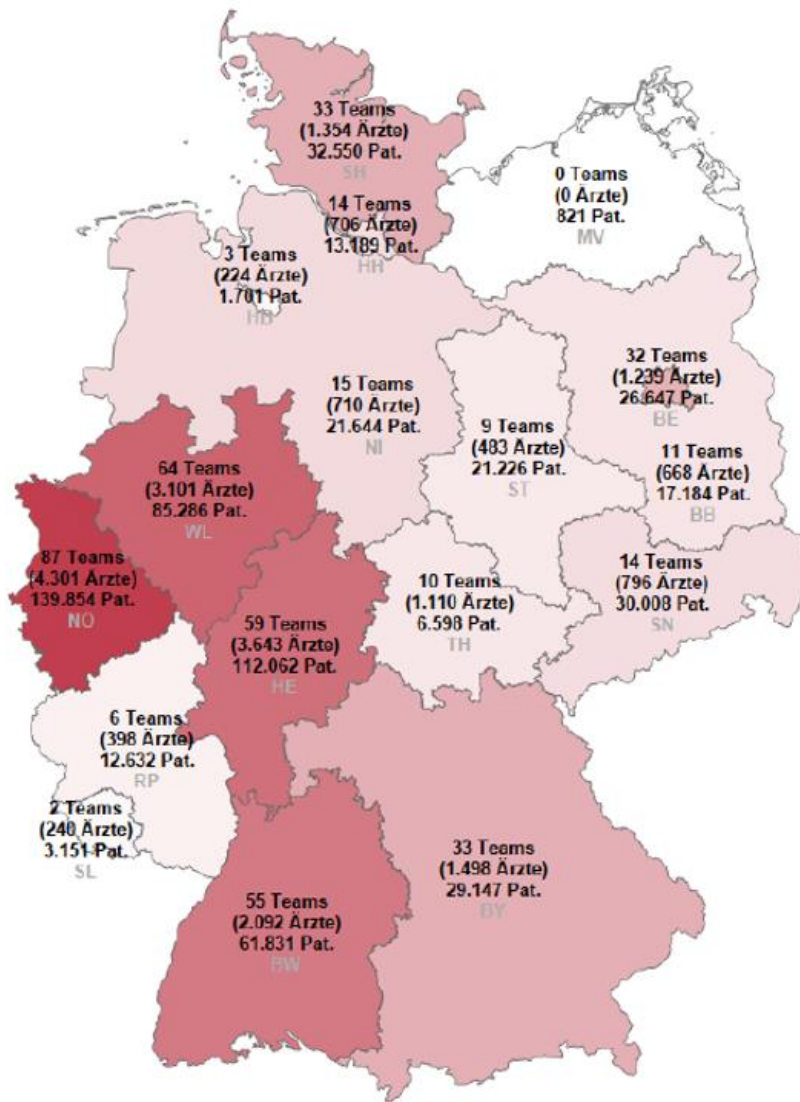 33 Teams
(1.354 Ärzte)
32.550 Pat.
SH
0 Teams
(0 Ärzte)
821 Pat.
MV
14 Teams
(706 Ärzte)
13.189 Pat.
HH
3 Teams
(224 Ärzte)
1.701 Pat.
HB
32 Teams
(1.239 Ärzte)
26.647 Pat.
BE
15 Teams
(710 Ärzte)
21.644 Pat.
NI
9 Teams
(483 Ärzte)
21.226 Pat.
ST
11 Teams
(668 Ärzte)
17.184 Pat.
BB
64 Teams
(3.101 Ärzte)
85.286 Pat.
WL
87 Teams
(4.301 Ärzte)
139.854 Pat.
NO
59 Teams
(3.643 Ärzte)
112.062 Pat.
HE
10 Teams
(1.110 Ärzte)
6.598 Pat.
TH
14 Teams
(796 Ärzte)
30.008 Pat.
SN
6 Teams
(398 Ärzte)
12.632 Pat.
RP
2 Teams
(240 Ärzte)
3.151 Pat.
SL
33 Teams
(1.498 Ärzte)
29.147 Pat.
BY
55 Teams
(2.092 Ärzte)
61.831 Pat.
BW